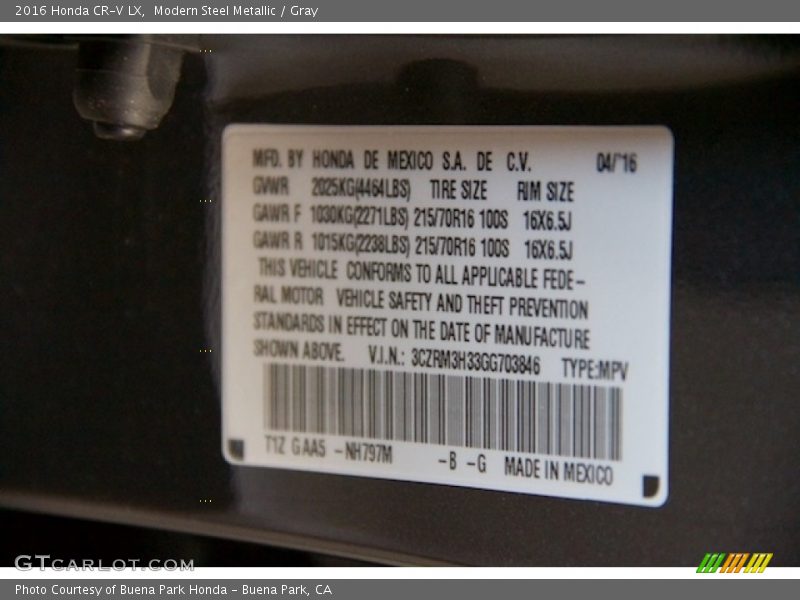 2016 Honda CR-V LX,  Modern Steel Metallic / Gray
MFD. BY HONDA DE MEXICO S.A. DE C.V. 04/'16
GVWR 2025KG(4464LBS) TIRE SIZE RIM SIZE
GAWR F 1030KG(2271LBS) 215/70R16 100S 16X6.5J
GAWR R 1015KG(2238LBS) 215/70R16 100S 16X6.5J
THIS VEHICLE CONFORMS TO ALL APPLICABLE FEDE-
RAL MOTOR VEHICLE SAFETY AND THEFT PREVENTION
STANDARDS IN EFFECT ON THE DATE OF MANUFACTURE
SHOWN ABOVE. V.I.N.: 3CZRM3H33GG703846 TYPE:MPV
T1Z GAA5 -NH797M -B -G MADE IN MEXICO
GTCARLOT.COM
Photo Courtesy of Buena Park Honda - Buena Park, CA